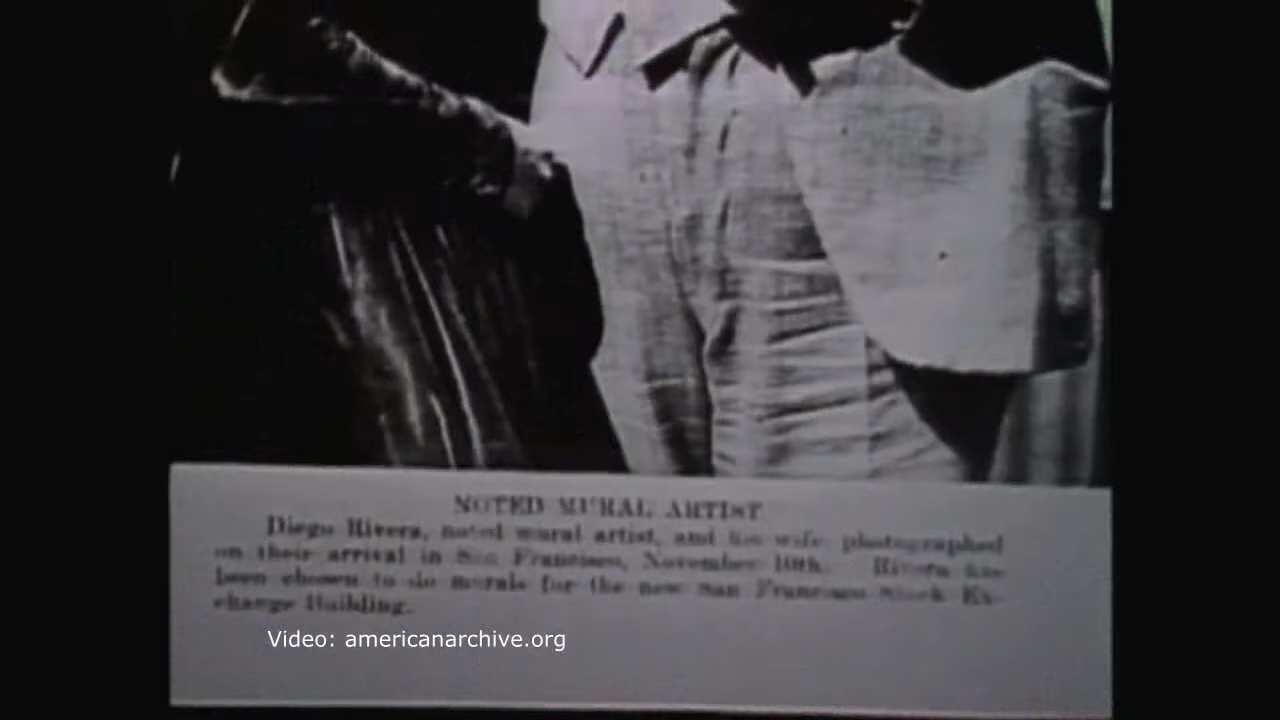 NOTED MURAL ARTIST
Diego Rivera, noted mural artist, and his wife photographed
on their arrival in San Francisco, November 10th. Rivera has
been chosen to do murals for the new San Francisco Stock Ex-
change Building.
Video: americanarchive.org